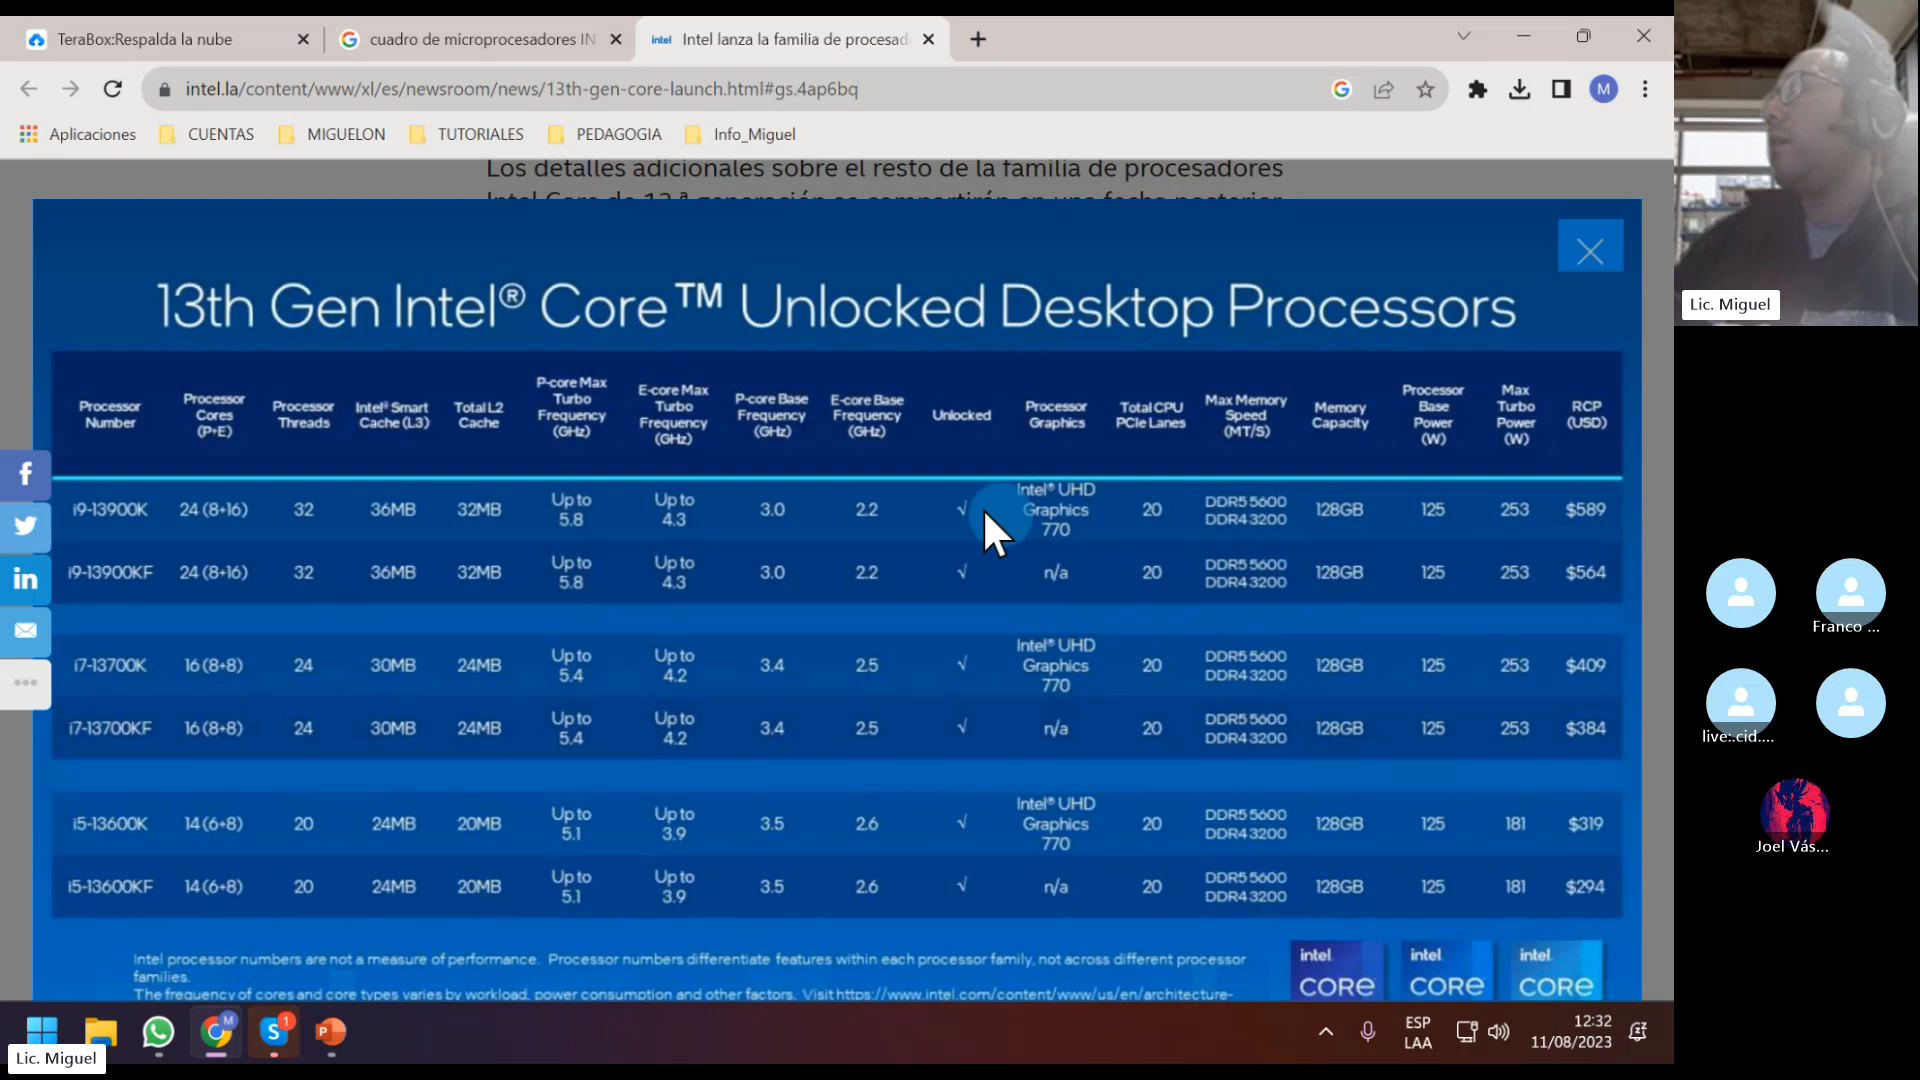 TeraBox:Respalda la nube
cuadro de microprocesadores IN
intel Intel lanza la familia de procesad
intel.la/content/www/xl/es/newsroom/news/13th-gen-core-launch.html#gs.4ap6bq
M
Aplicaciones CUENTAS MIGUELON TUTORIALES PEDAGOGIA Info_Miguel
Los detalles adicionales sobre el resto de la familia de procesadores
13th Gen Intel® Core™ Unlocked Desktop Processors
Processor Number Processor Cores (P+E) Processor Threads Intel® Smart Cache (L3) Total L2 Cache P-core Max Turbo Frequency (GHz) E-core Max Turbo Frequency (GHz) P-core Base Frequency (GHz) E-core Base Frequency (GHz) Unlocked Processor Graphics Total CPU PCIe Lanes Max Memory Speed (MT/S) Memory Capacity Processor Base Power (W) Max Turbo Power (W) RCP (USD)
i9-13900K 24 (8+16) 32 36MB 32MB Up to 5.8 Up to 4.3 3.0 2.2 √ Intel® UHD Graphics 770 20 DDR5 5600 DDR4 3200 128GB 125 253 $589
i9-13900KF 24 (8+16) 32 36MB 32MB Up to 5.8 Up to 4.3 3.0 2.2 √ n/a 20 DDR5 5600 DDR4 3200 128GB 125 253 $564
i7-13700K 16 (8+8) 24 30MB 24MB Up to 5.4 Up to 4.2 3.4 2.5 √ Intel® UHD Graphics 770 20 DDR5 5600 DDR4 3200 128GB 125 253 $409
i7-13700KF 16 (8+8) 24 30MB 24MB Up to 5.4 Up to 4.2 3.4 2.5 √ n/a 20 DDR5 5600 DDR4 3200 128GB 125 253 $384
i5-13600K 14 (6+8) 20 24MB 20MB Up to 5.1 Up to 3.9 3.5 2.6 √ Intel® UHD Graphics 770 20 DDR5 5600 DDR4 3200 128GB 125 181 $319
i5-13600KF 14 (6+8) 20 24MB 20MB Up to 5.1 Up to 3.9 3.5 2.6 √ n/a 20 DDR5 5600 DDR4 3200 128GB 125 181 $294
Intel processor numbers are not a measure of performance. Processor numbers differentiate features within each processor family, not across different processor
families.
The frequency of cores and core types varies by workload, power consumption and other factors. Visit https://www.intel.com/content/www/us/en/architecture-
intel. CORE
intel. CORE
intel. CORE
M
S 1
P
ESP
LAA
12:32
11/08/2023
Lic. Miguel
Lic. Miguel
Franco ...
live:.cid....
Joel Vás...